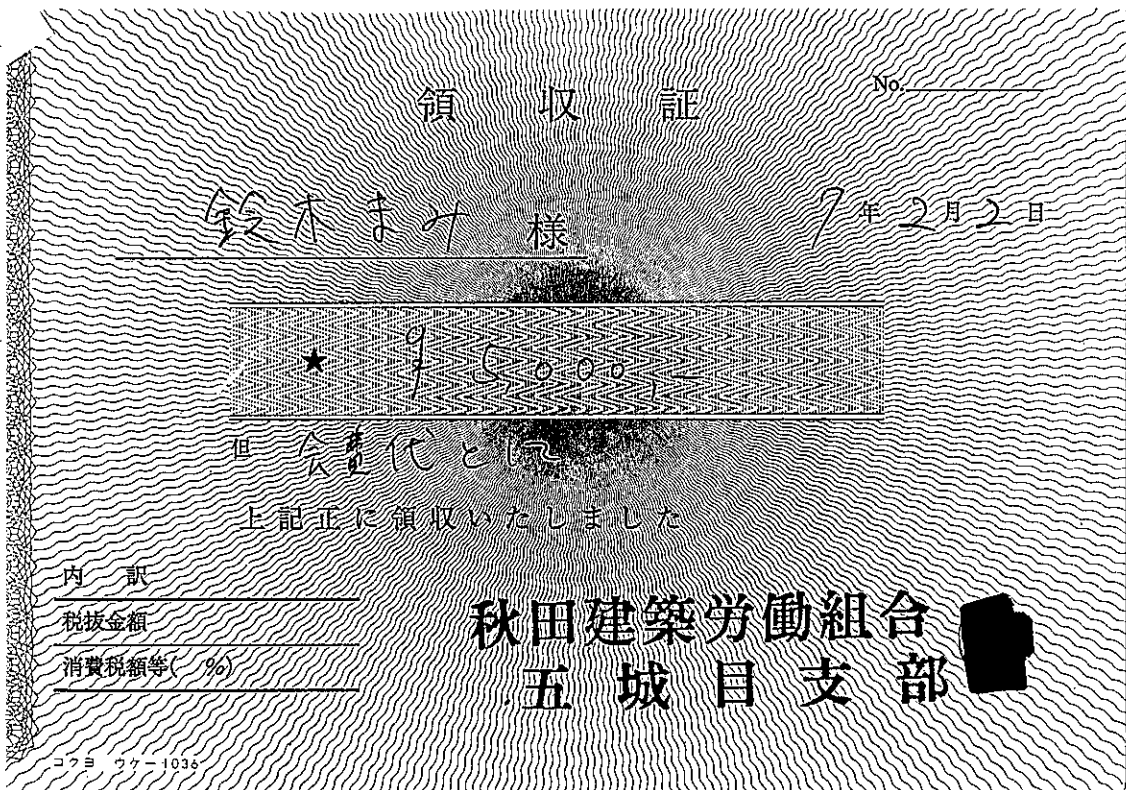 領 収 証
No.
鈴木まみ 様
7年2月2日
★ ¥5,000,-
但 会費代として
上記正に領収いたしました
内 訳
税抜金額
消費税額等( %)
秋田建築労働組合
五城目支部
コクヨ ウケ-1036